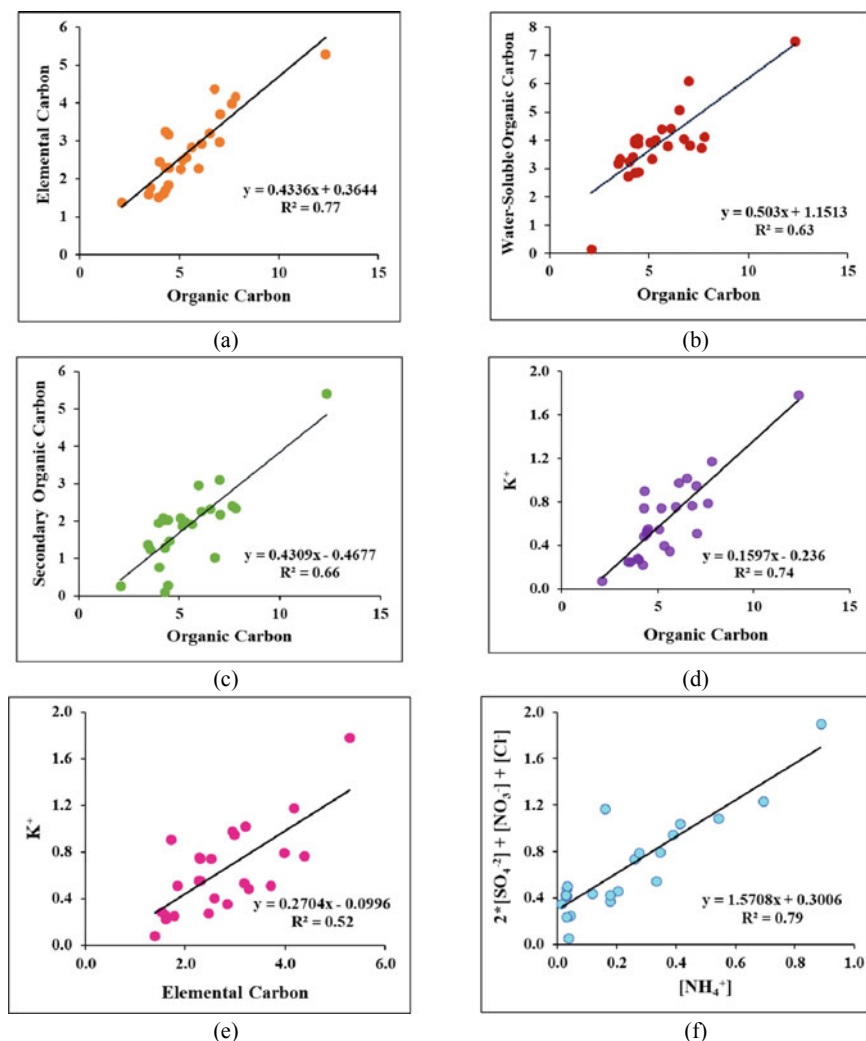 Elemental Carbon
6
5
4
3
2
1
0
y = 0.4336x + 0.3644
R² = 0.77
0 5 10 15
Organic Carbon
(a)
Water-Soluble Organic Carbon
8
7
6
5
4
3
2
1
0
y = 0.503x + 1.1513
R² = 0.63
0 5 10 15
Organic Carbon
(b)
Secondary Organic Carbon
6
5
4
3
2
1
0
y = 0.4309x - 0.4677
R² = 0.66
0 5 10 15
Organic Carbon
(c)
K⁺
2.0
1.6
1.2
0.8
0.4
0.0
y = 0.1597x - 0.236
R² = 0.74
0 5 10 15
Organic Carbon
(d)
K⁺
2.0
1.6
1.2
0.8
0.4
0.0
y = 0.2704x - 0.0996
R² = 0.52
0.0 2.0 4.0 6.0
Elemental Carbon
(e)
2*[SO₄⁻²] + [NO₃⁻] + [Cl⁻]
2.0
1.6
1.2
0.8
0.4
0.0
y = 1.5708x + 0.3006
R² = 0.79
0.0 0.2 0.4 0.6 0.8 1.0
[NH₄⁺]
(f)